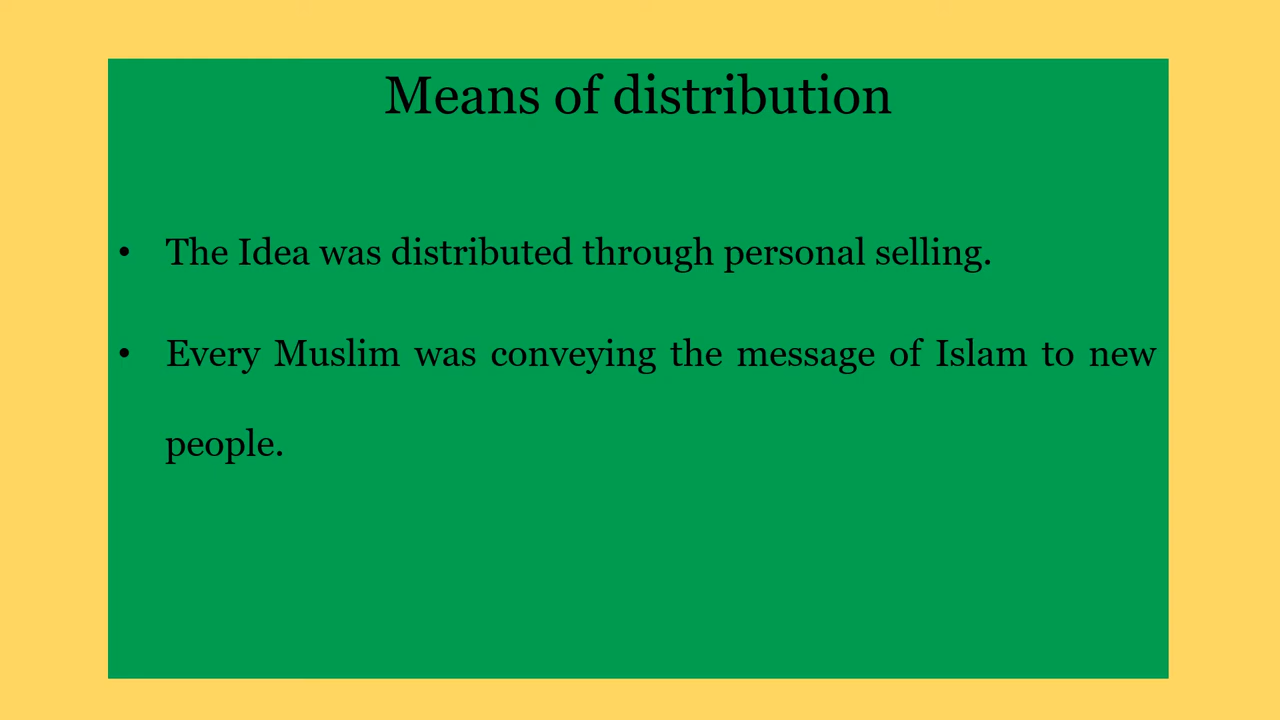 Means of distribution
• The Idea was distributed through personal selling.
• Every Muslim was conveying the message of Islam to new
people.